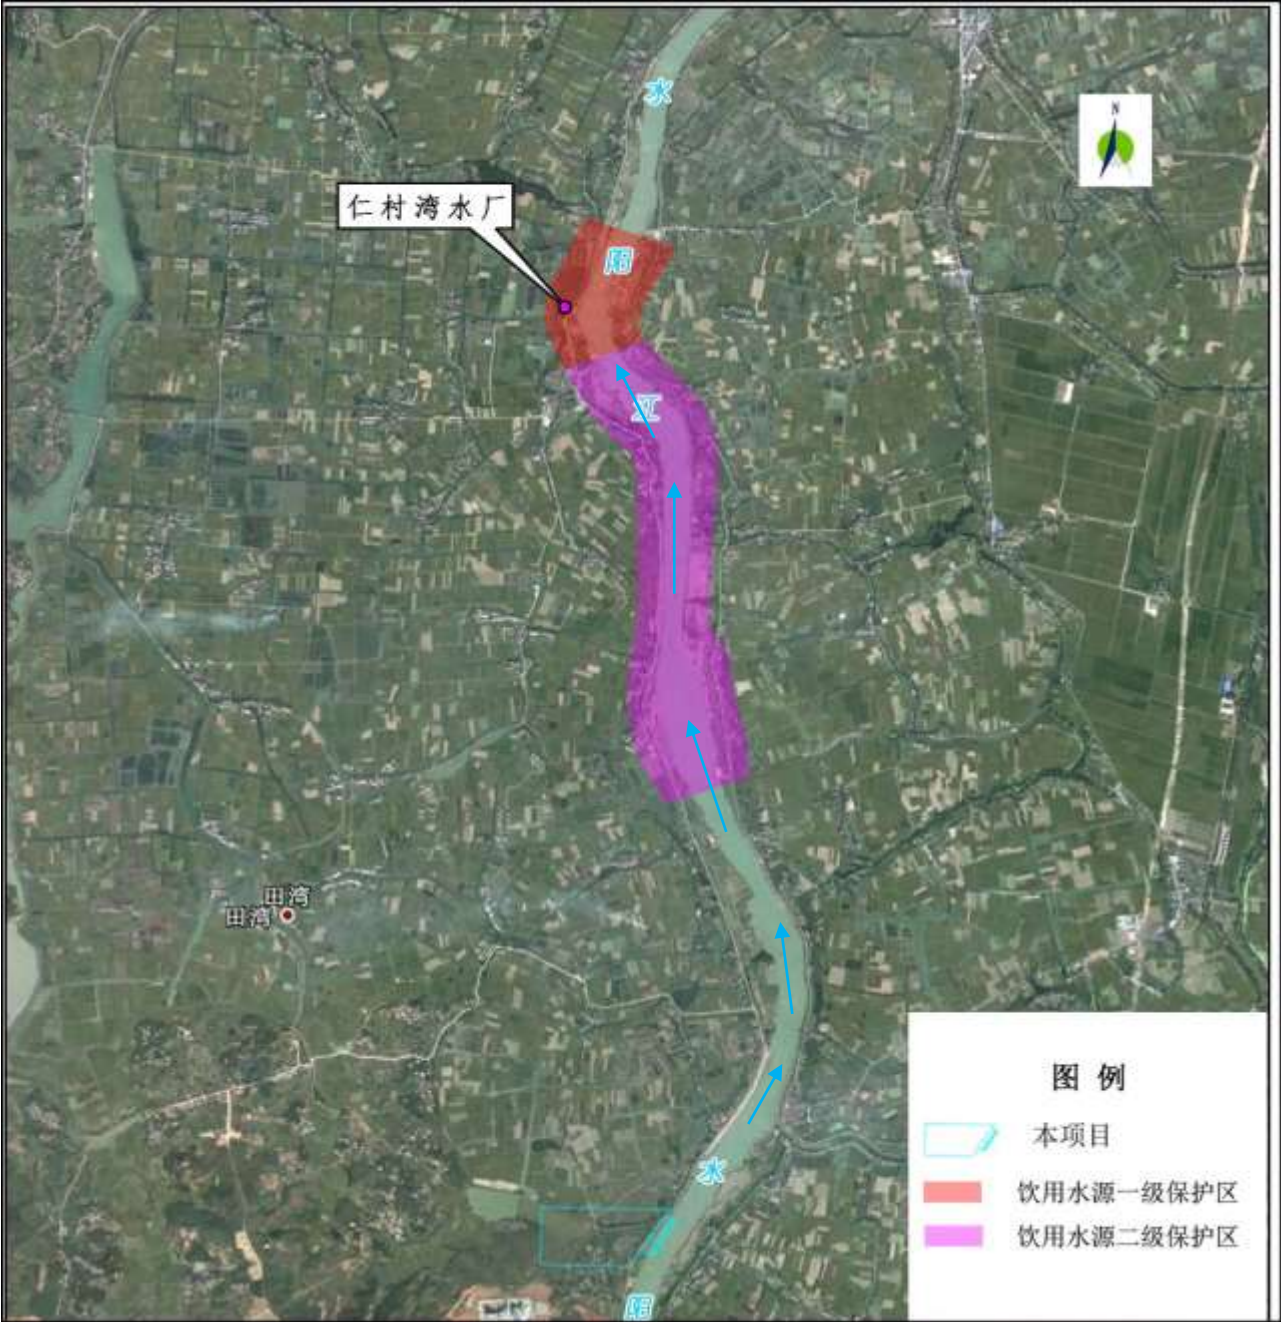 水
N
仁村湾水厂
阳
江
田湾
田湾
水
阳
图 例
本项目
饮用水源一级保护区
饮用水源二级保护区